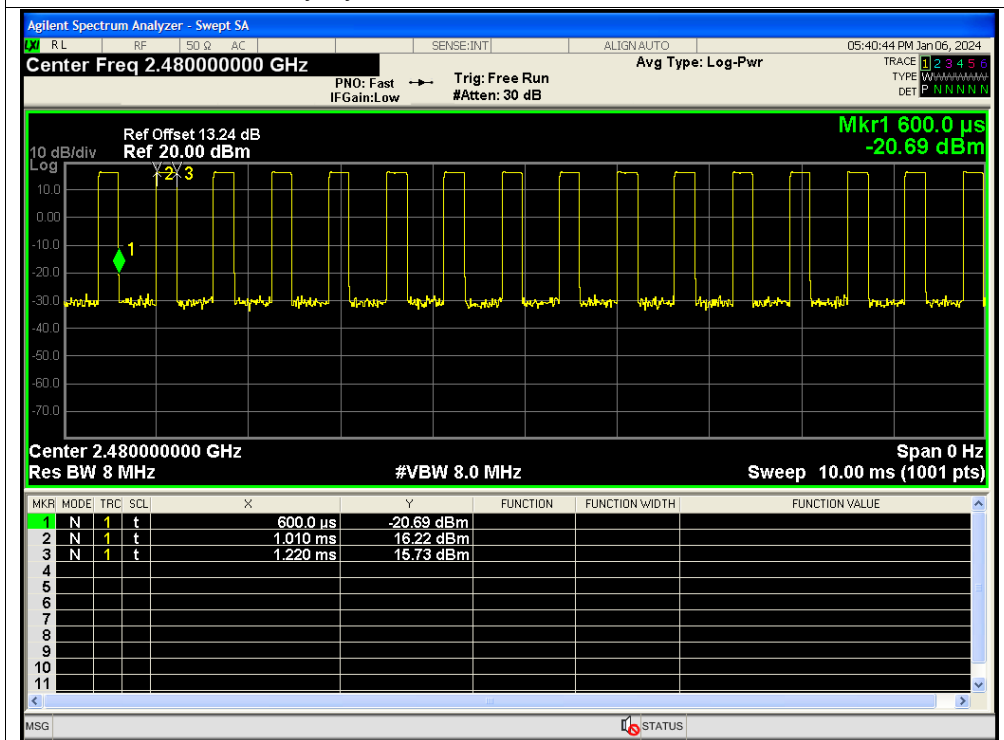 Agilent Spectrum Analyzer - Swept SA
LXI RL RF 50 Ω AC SENSE:INT ALIGN AUTO 05:40:44 PM Jan 06, 2024
Center Freq 2.480000000 GHz Avg Type: Log-Pwr TRACE 1 2 3 4 5 6
PNO: Fast Trig: Free Run TYPE WWWWWW
IFGain:Low #Atten: 30 dB DET P N N N N N
Mkr1 600.0 µs
Ref Offset 13.24 dB
10 dB/div Ref 20.00 dBm -20.69 dBm
Log
2 3
10.0
0.00
-10.0
1
-20.0
-30.0
-40.0
-50.0
-60.0
-70.0
Center 2.480000000 GHz Span 0 Hz
Res BW 8 MHz #VBW 8.0 MHz Sweep 10.00 ms (1001 pts)
MKR MODE TRC SCL X Y FUNCTION FUNCTION WIDTH FUNCTION VALUE
1 N 1 t 600.0 µs -20.69 dBm
2 N 1 t 1.010 ms 16.22 dBm
3 N 1 t 1.220 ms 15.73 dBm
4
5
6
7
8
9
10
11
MSG STATUS